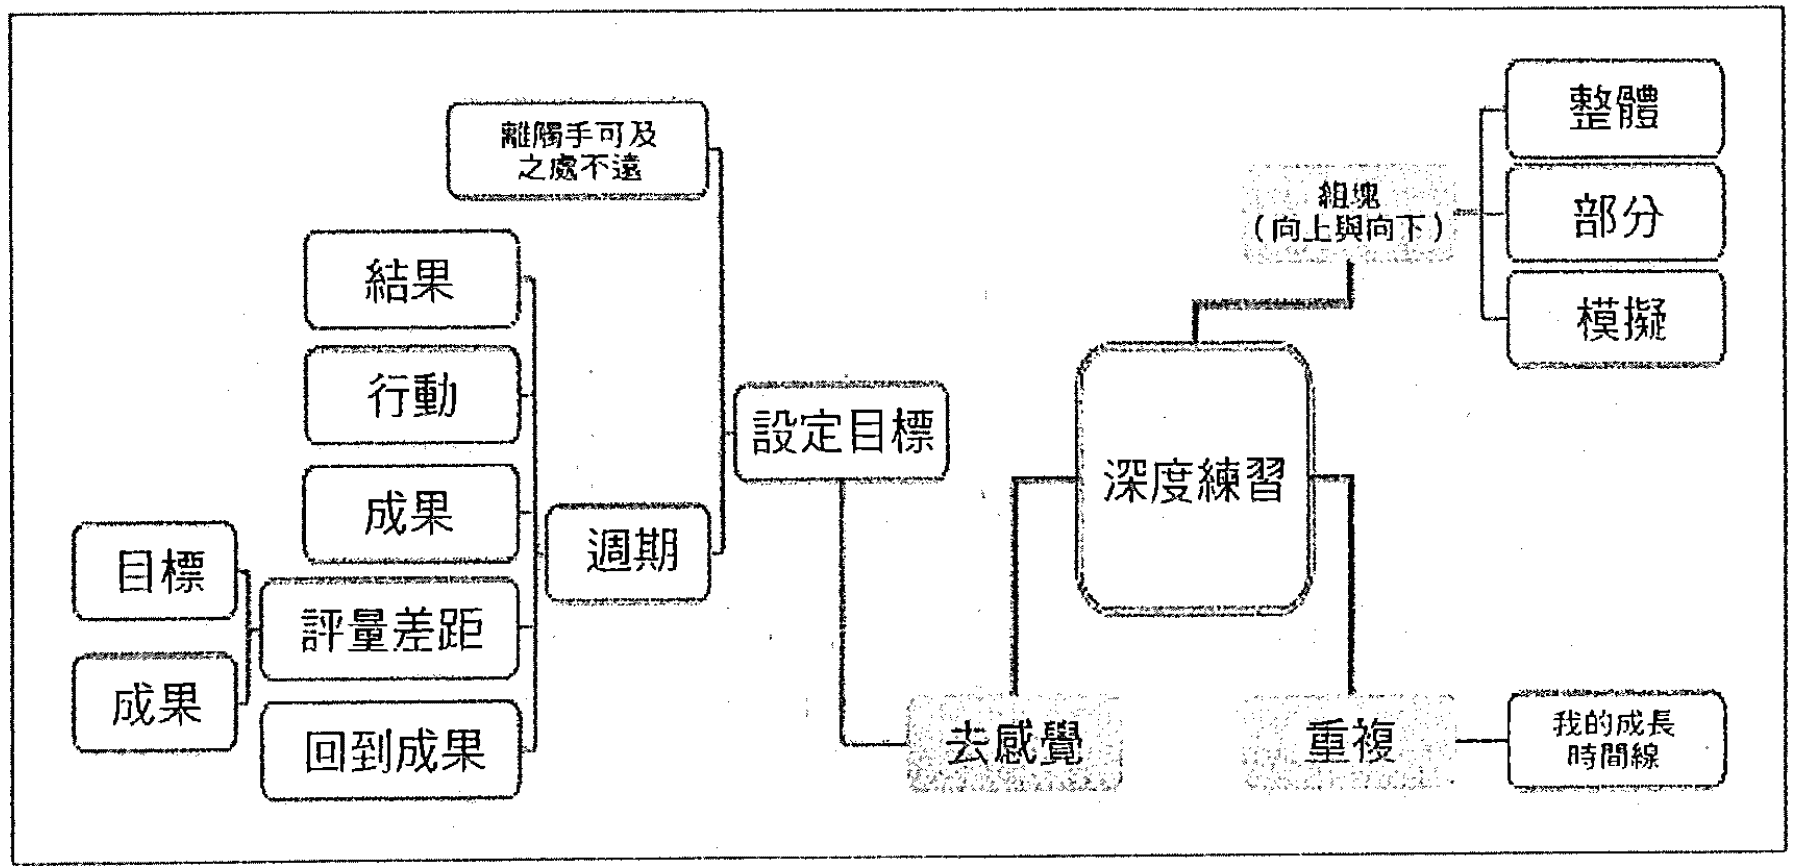 離觸手可及
之處不遠
結果
行動
成果
週期
目標
評量差距
成果
回到成果
設定目標
深度練習
組塊
(向上與向下)
整體
部分
模擬
去感覺
重複
我的成長
時間線